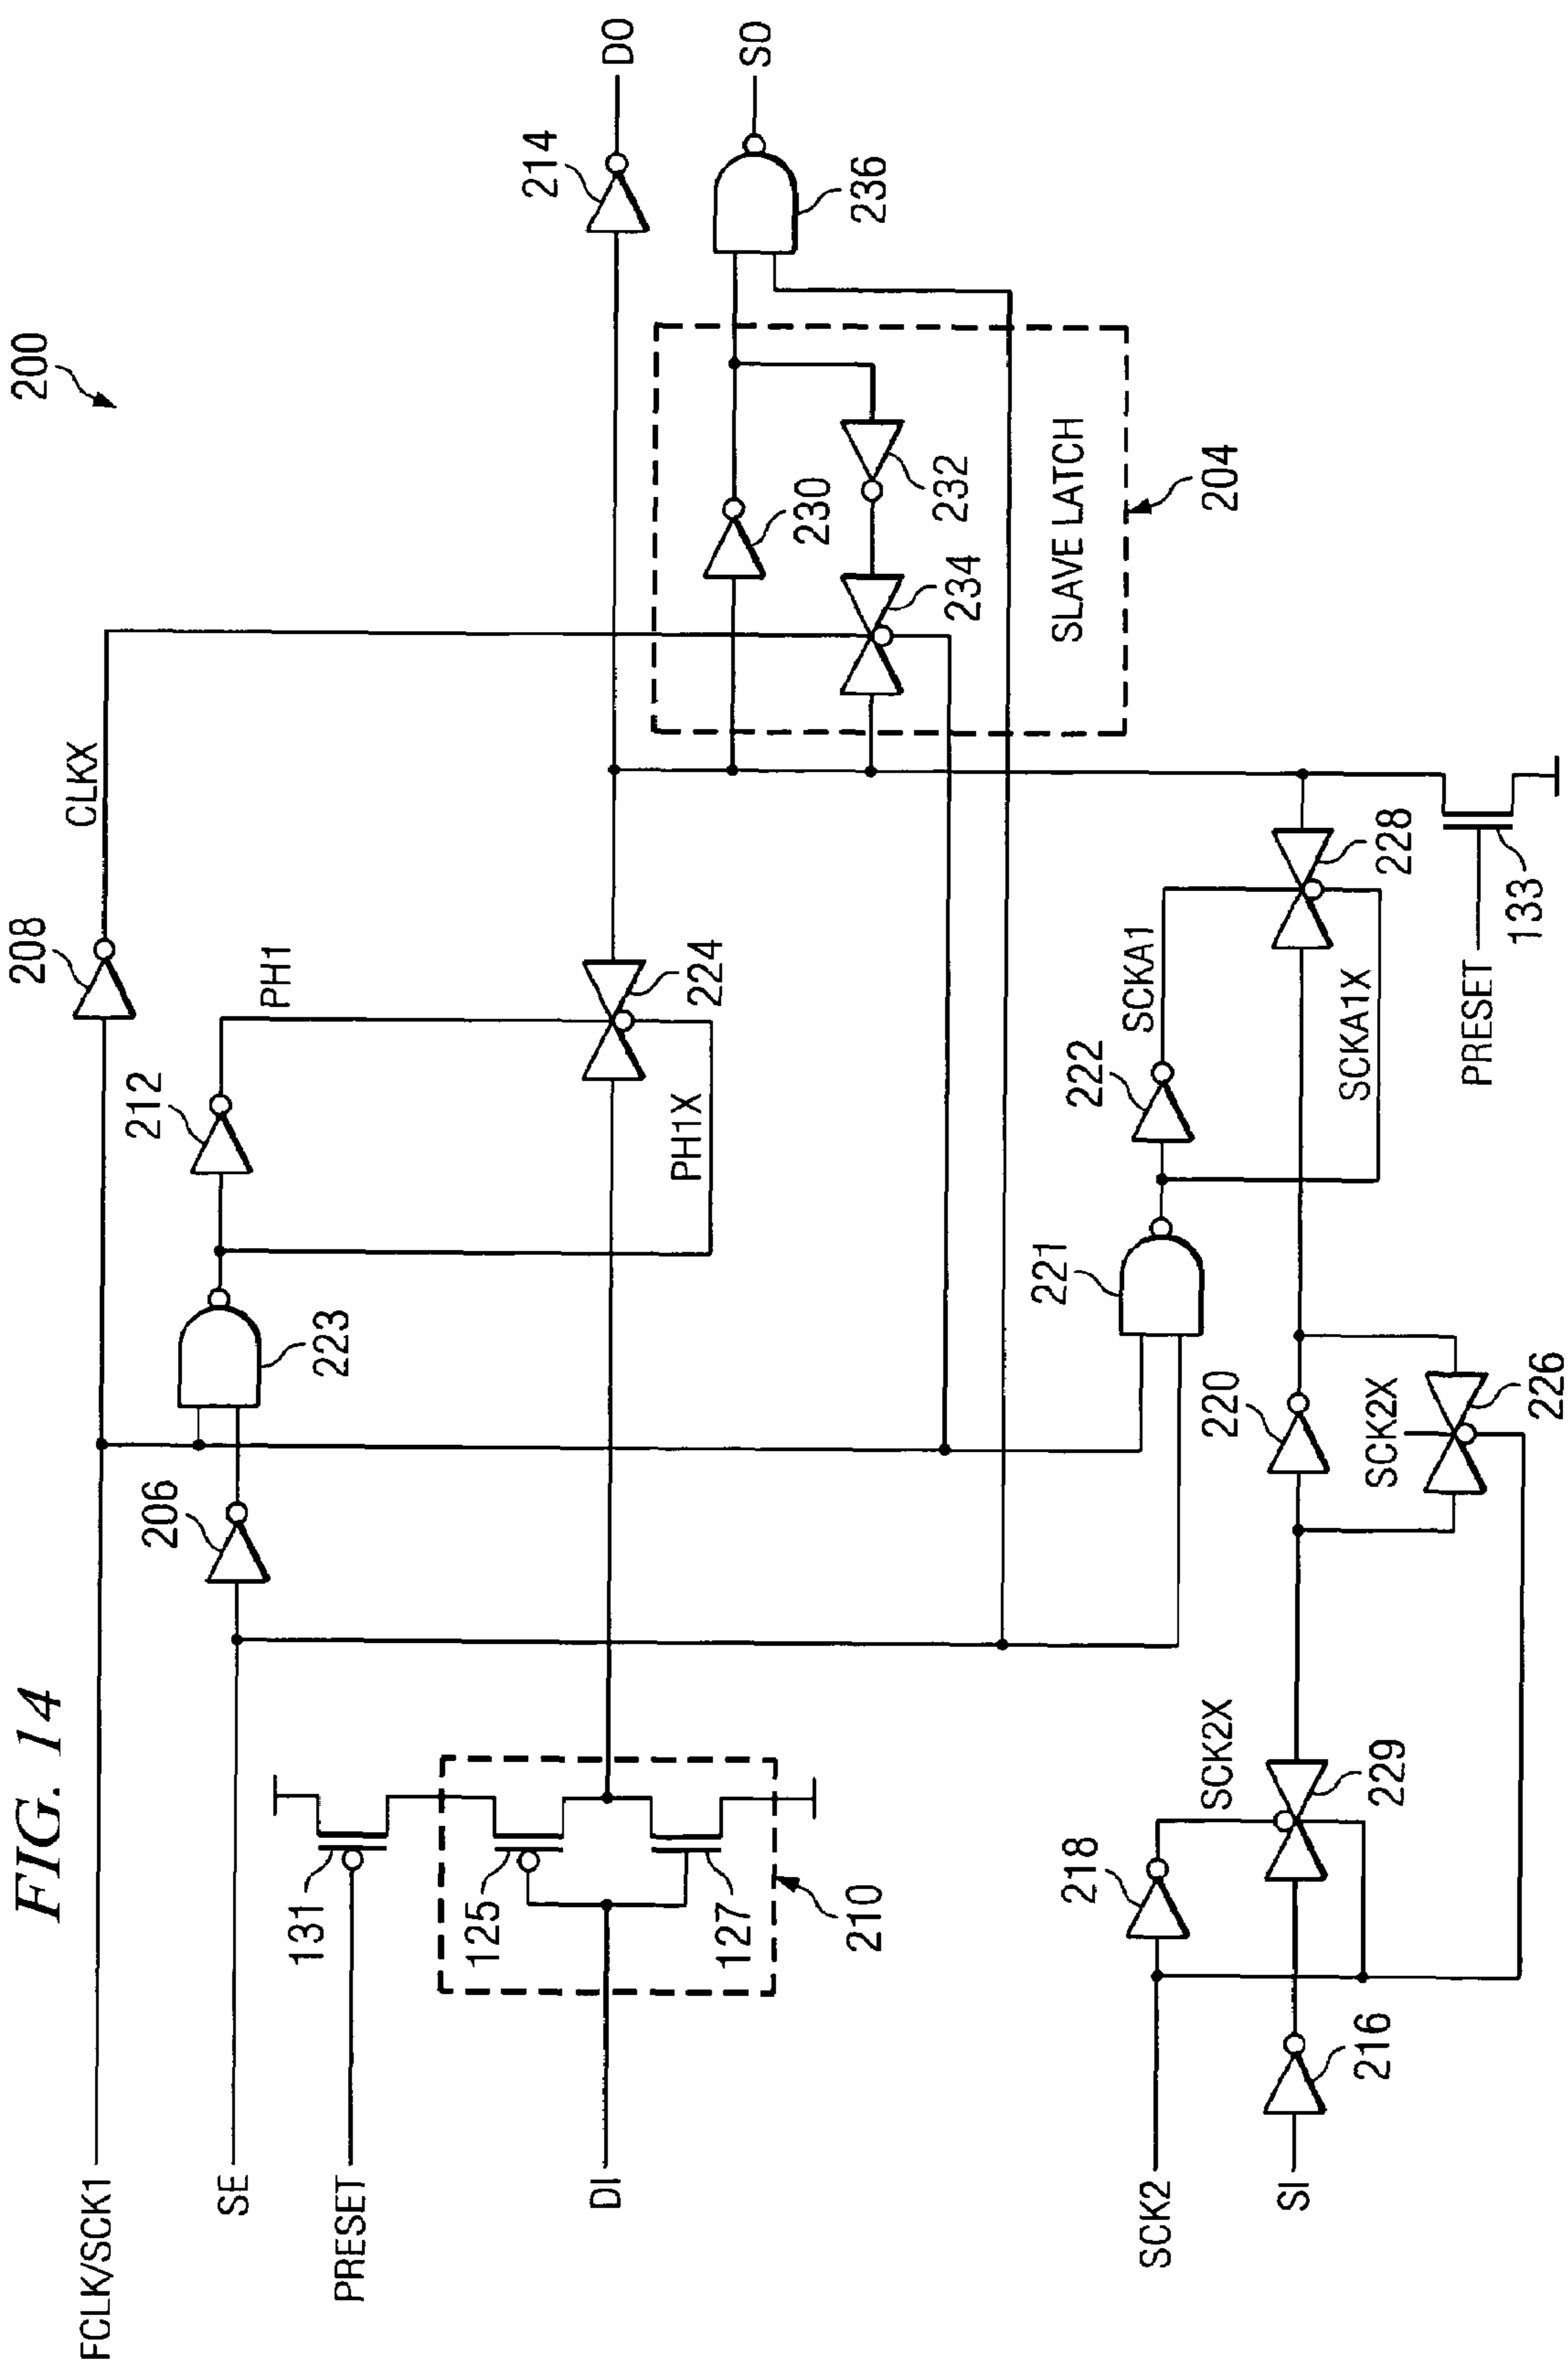 FIG. 14
200
FCLK/SCK1
208
CLKX
SE
206
223
212
PH1
PRESET
131
125
127
210
DI
PH1X
224
214
DO
230
232
234
SLAVE LATCH
204
236
SO
SCK2
218
SCK2X
229
216
SI
220
SCK2X
226
221
222
SCKA1
SCKA1X
228
PRESET
133